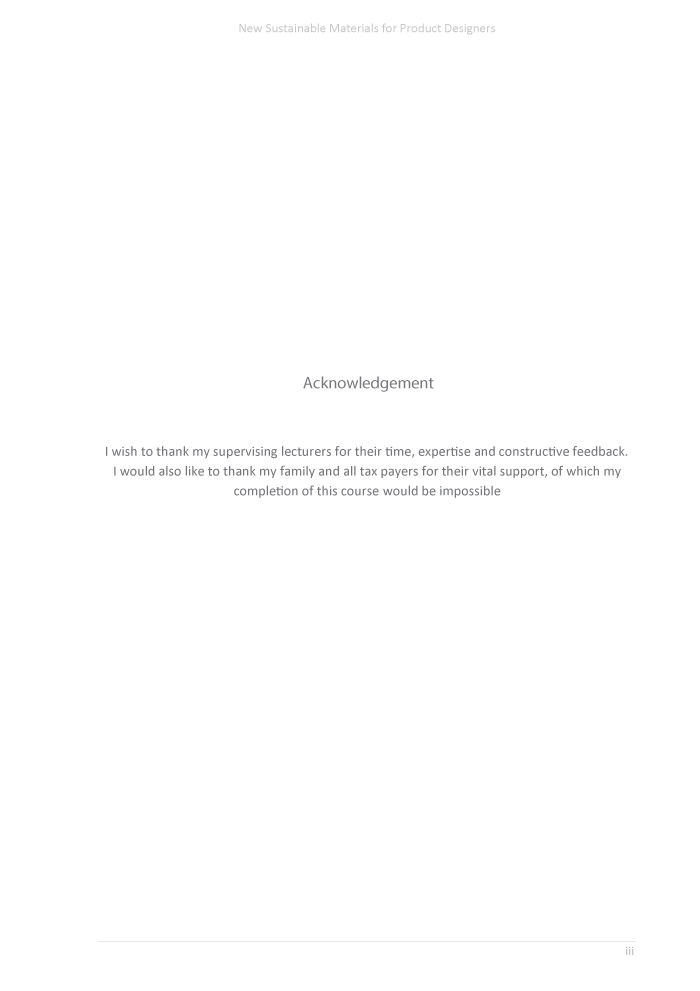 New Sustainable Materials for Product Designers
Acknowledgement
I wish to thank my supervising lecturers for their time, expertise and constructive feedback.
I would also like to thank my family and all tax payers for their vital support, of which my
completion of this course would be impossible
iii